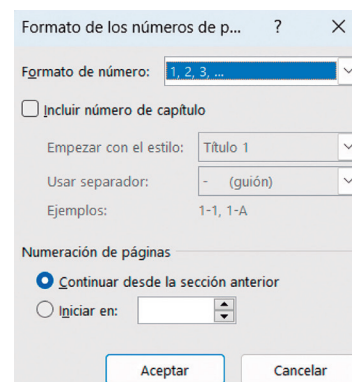 Formato de los números de p... ? X
Formato de número: 1, 2, 3, ...
Incluir número de capítulo
Empezar con el estilo: Título 1
Usar separador: - (guión)
Ejemplos: 1-1, 1-A
Numeración de páginas
Continuar desde la sección anterior
Iniciar en:
Aceptar Cancelar